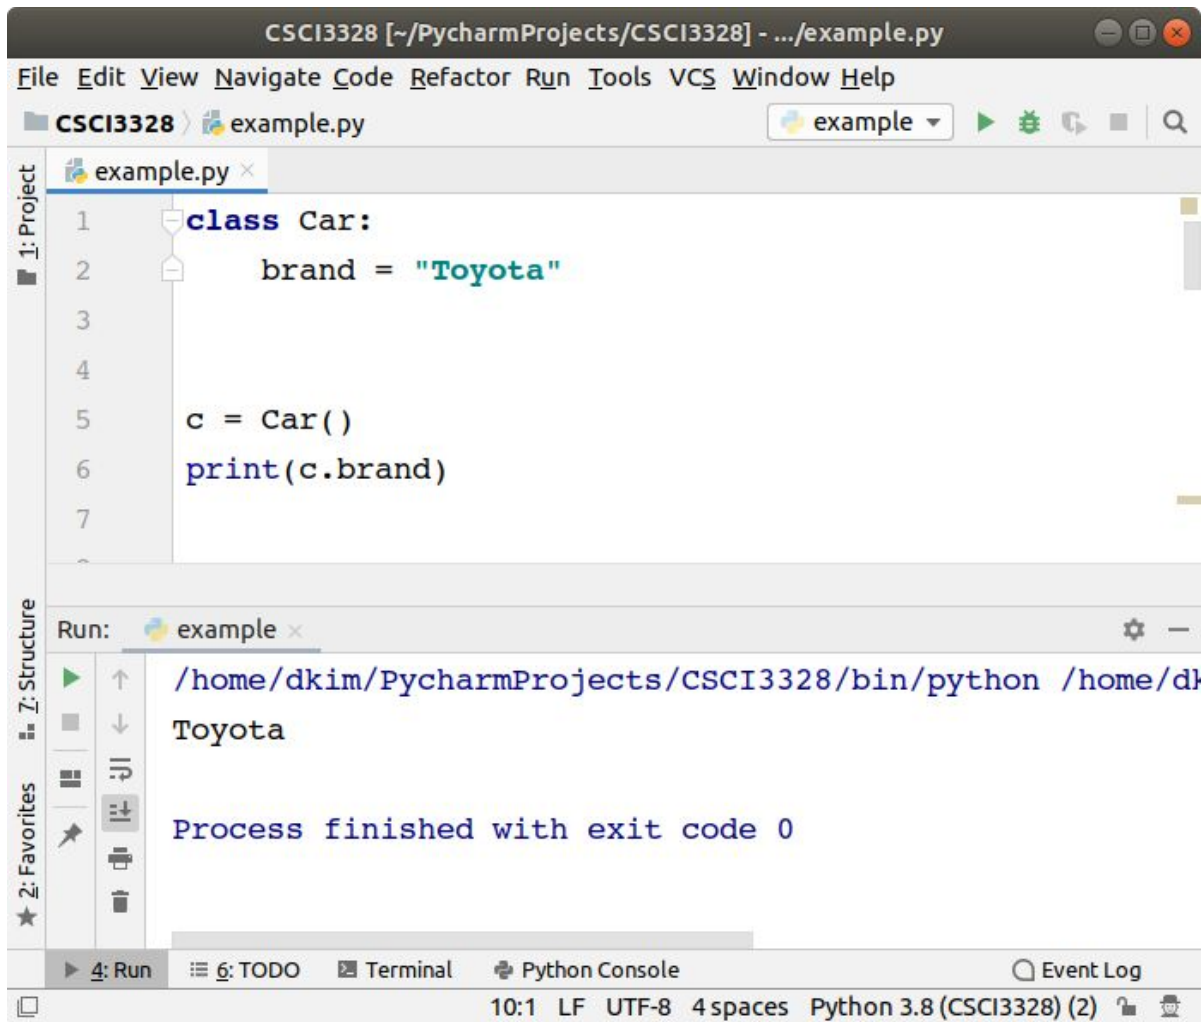 CSCI3328 [~/PycharmProjects/CSCI3328] - .../example.py
File Edit View Navigate Code Refactor Run Tools VCS Window Help
CSCI3328 example.py example
1: Project
example.py
1 class Car:
2     brand = "Toyota"
3
4
5 c = Car()
6 print(c.brand)
7
7: Structure
2: Favorites
Run: example
/home/dkim/PycharmProjects/CSCI3328/bin/python /home/
Toyota
Process finished with exit code 0
4: Run 6: TODO Terminal Python Console Event Log
10:1 LF UTF-8 4 spaces Python 3.8 (CSCI3328) (2)